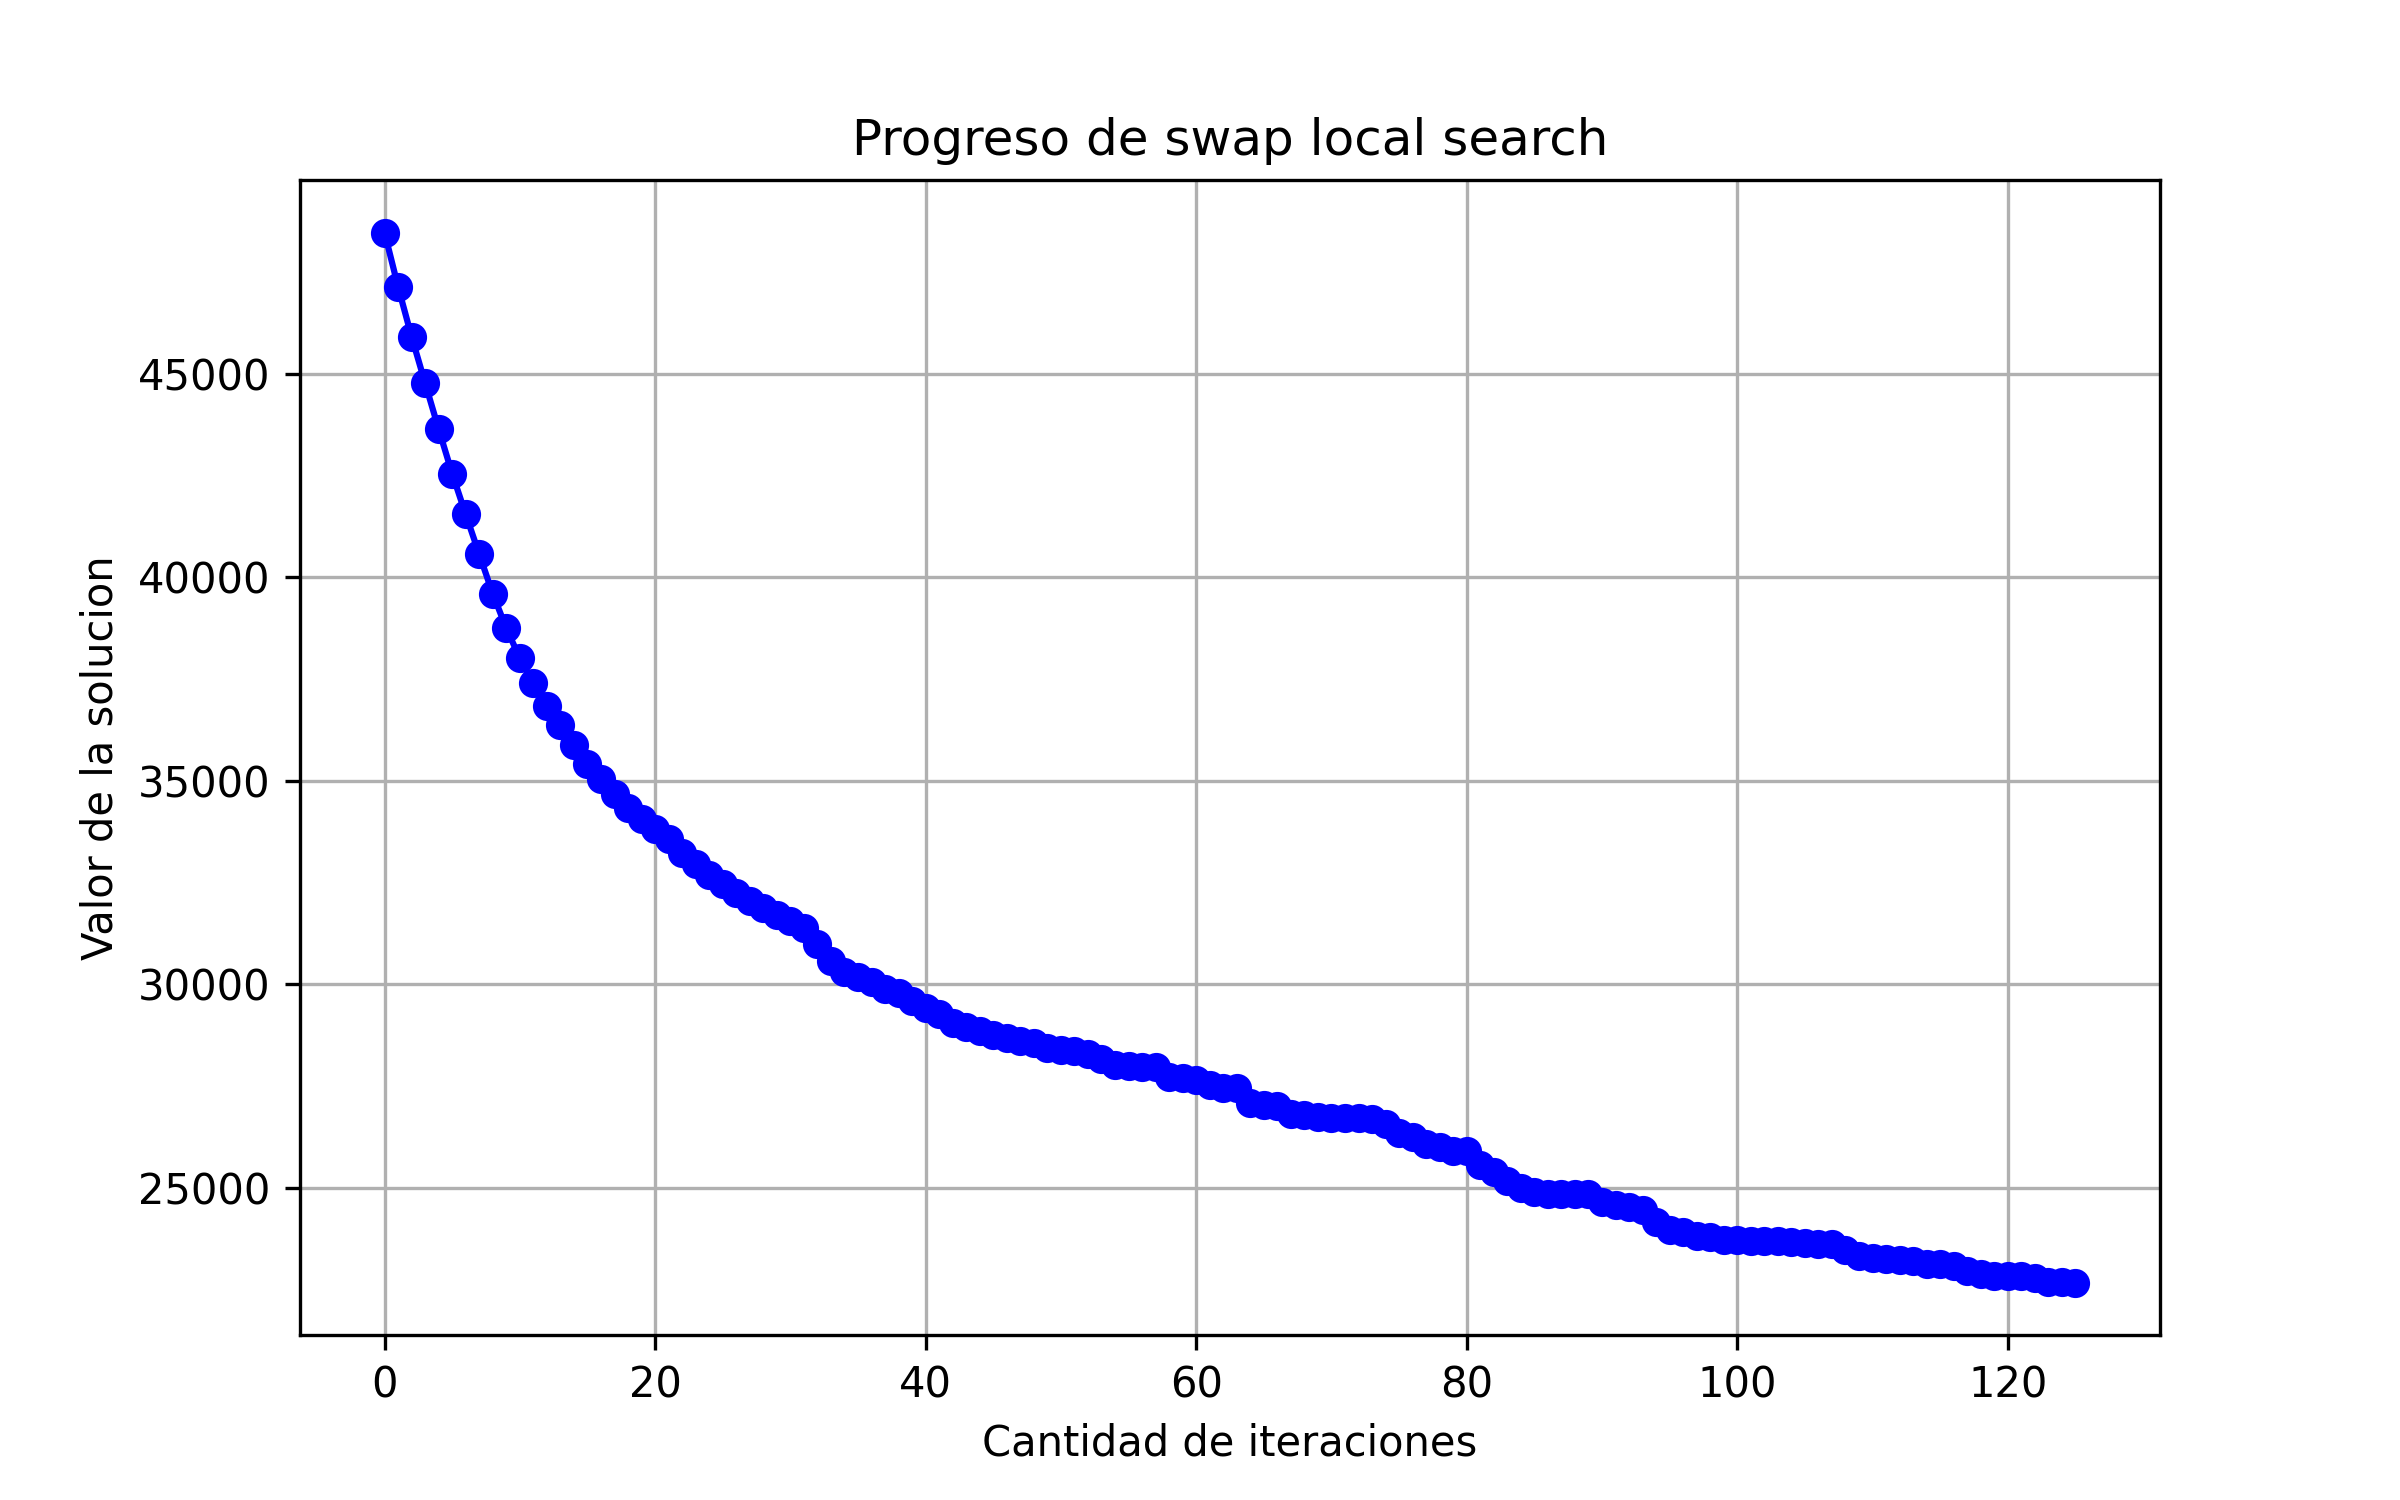 Progreso de swap local search
Valor de la solucion
45000
40000
35000
30000
25000
0 20 40 60 80 100 120
Cantidad de iteraciones